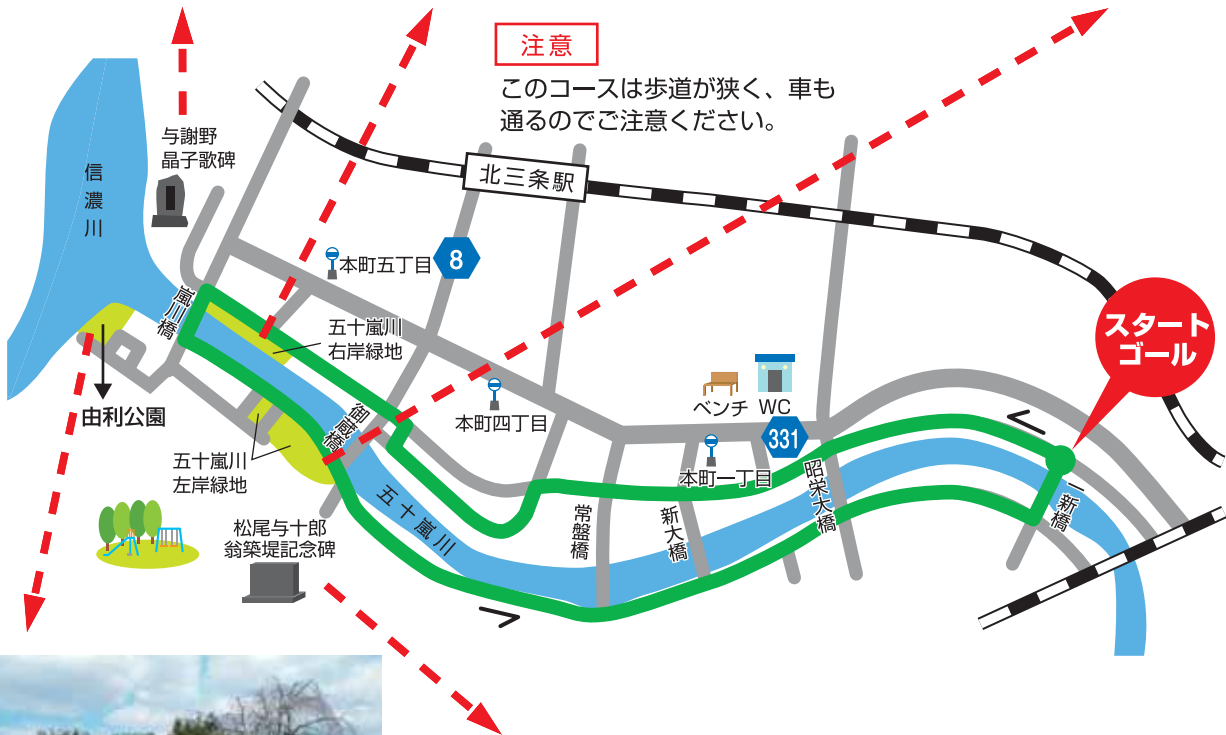 注意
このコースは歩道が狭く、車も
通るのでご注意ください。
与謝野
晶子歌碑
信濃川
北三条駅
本町五丁目
8
嵐川橋
五十嵐川
右岸緑地
スタート
ゴール
ベンチ
WC
由利公園
御蔵橋
本町四丁目
331
五十嵐川
左岸緑地
本町一丁目
昭栄大橋
一新橋
五十嵐川
常盤橋
新大橋
松尾与十郎
翁築堤記念碑